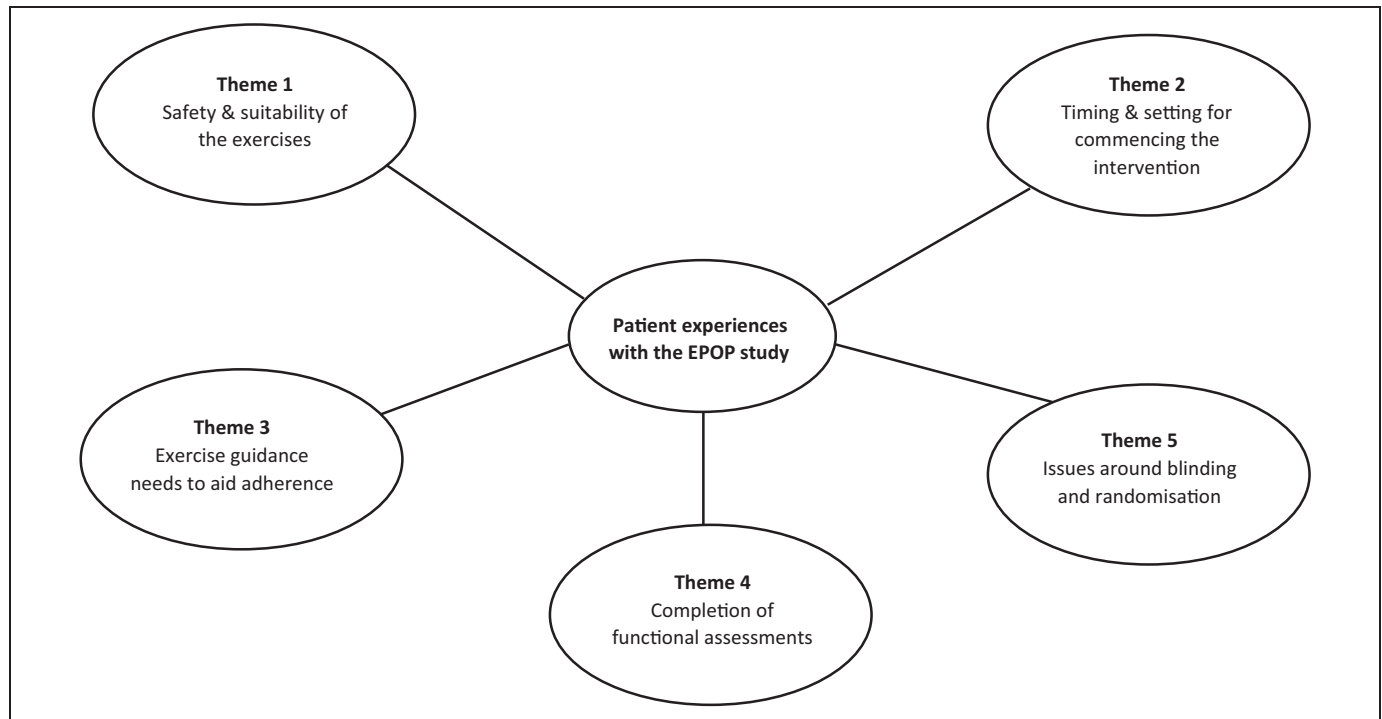 Theme 1
Safety & suitability of
the exercises
Theme 2
Timing & setting for
commencing the
intervention
Patient experiences
with the EPOP study
Theme 3
Exercise guidance
needs to aid adherence
Theme 5
Issues around blinding
and randomisation
Theme 4
Completion of
functional assessments